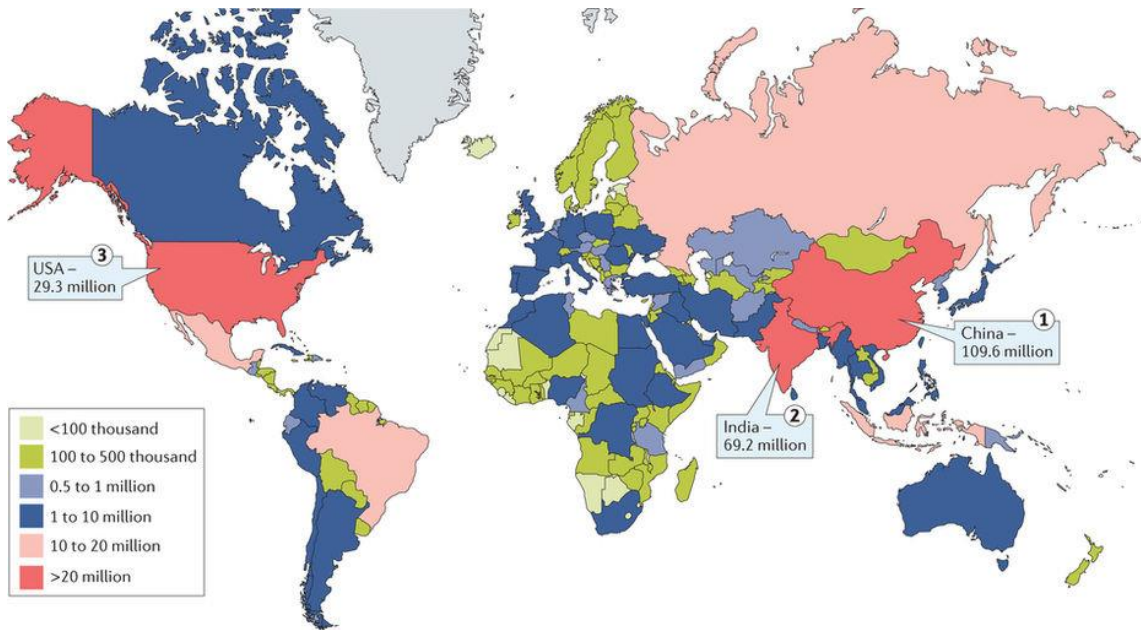 3
USA –
29.3 million
1
China –
109.6 million
2
India –
69.2 million
<100 thousand
100 to 500 thousand
0.5 to 1 million
1 to 10 million
10 to 20 million
>20 million